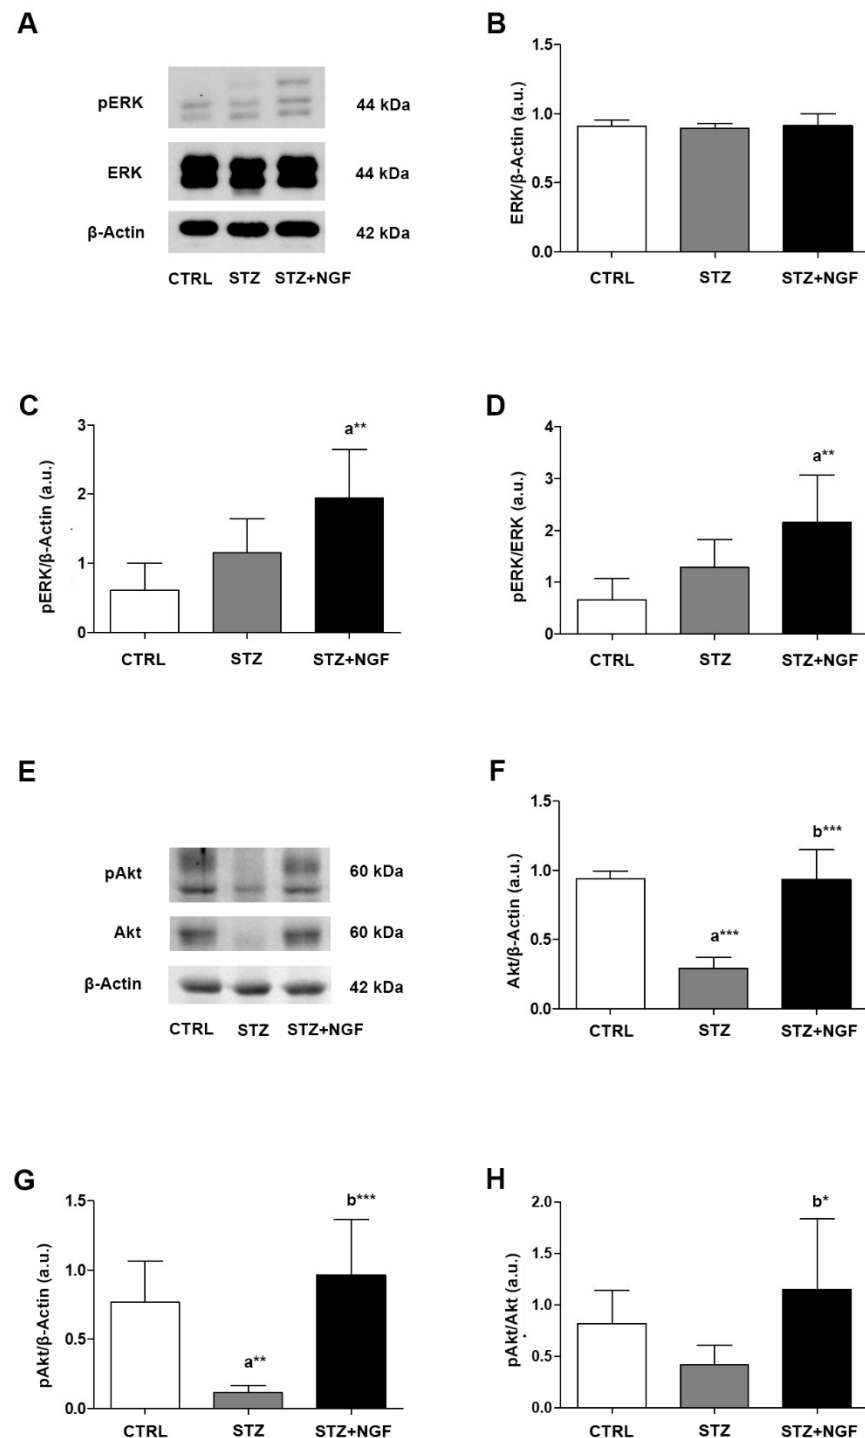 A
pERK 44 kDa
ERK 44 kDa
β-Actin 42 kDa
CTRL STZ STZ+NGF
B
ERK/β-Actin (a.u.)
1.5
1.0
0.5
0.0
CTRL STZ STZ+NGF
C
pERK/β-Actin (a.u.)
3
2
1
0
a**
CTRL STZ STZ+NGF
D
pERK/ERK (a.u.)
4
3
2
1
0
a**
CTRL STZ STZ+NGF
E
pAkt 60 kDa
Akt 60 kDa
β-Actin 42 kDa
CTRL STZ STZ+NGF
F
Akt/β-Actin (a.u.)
1.5
1.0
0.5
0.0
a***
b***
CTRL STZ STZ+NGF
G
pAkt/β-Actin (a.u.)
1.5
1.0
0.5
0.0
a**
b***
CTRL STZ STZ+NGF
H
pAkt/Akt (a.u.)
2.0
1.5
1.0
0.5
0.0
b*
CTRL STZ STZ+NGF